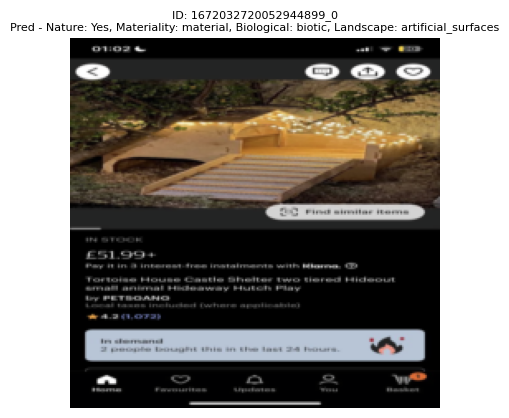 ID: 1672032720052944899_0
Pred - Nature: Yes, Materiality: material, Biological: biotic, Landscape: artificial_surfaces
01:02
Find similar items
IN STOCK
£51.99+
Pay it in 3 interest-free instalments with Klarna.
Tortoise House Castle Shelter two tiered Hideout
small animal Hideaway Hutch Play
by PETSGANO
Local taxes included (where applicable)
4.2 (1,072)
In demand
2 people bought this in the last 24 hours.
Home Favourites Updates You Basket